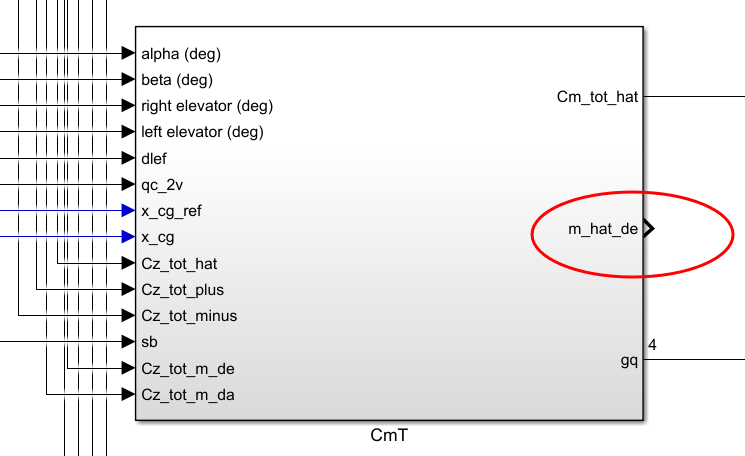 alpha (deg)
beta (deg)
right elevator (deg)
left elevator (deg)
dlef
qc_2v
x_cg_ref
x_cg
Cz_tot_hat
Cz_tot_plus
Cz_tot_minus
sb
Cz_tot_m_de
Cz_tot_m_da
Cm_tot_hat
m_hat_de
4
gq
CmT